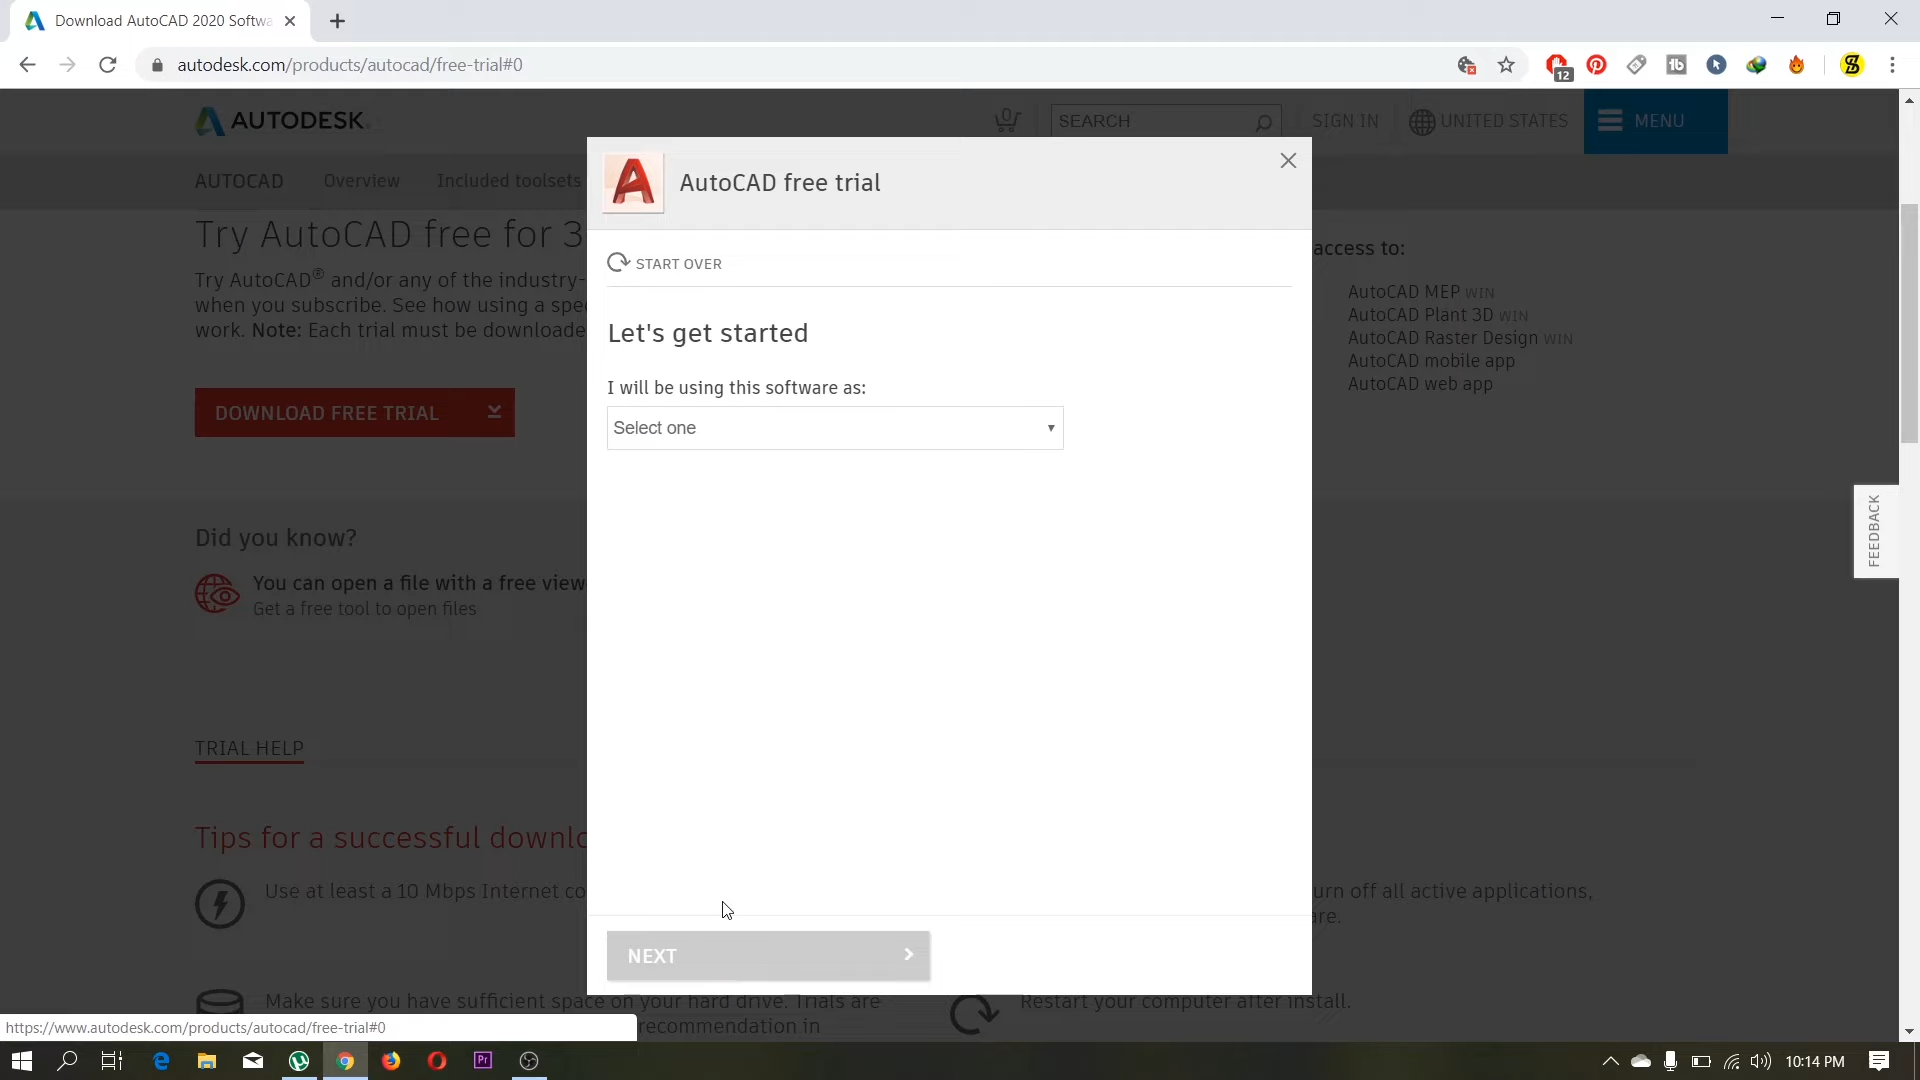 Download AutoCAD 2020 Softwa
autodesk.com/products/autocad/free-trial#0
12
AUTODESK.
0
SEARCH
SIGN IN
UNITED STATES
MENU
AUTOCAD
Overview
Included toolsets
AutoCAD free trial
START OVER
Let's get started
I will be using this software as:
Select one
NEXT
Try AutoCAD free for 3
Try AutoCAD® and/or any of the industry-
when you subscribe. See how using a spe
work. Note: Each trial must be downloade
DOWNLOAD FREE TRIAL
access to:
AutoCAD MEP WIN
AutoCAD Plant 3D WIN
AutoCAD Raster Design WIN
AutoCAD mobile app
AutoCAD web app
FEEDBACK
Did you know?
You can open a file with a free view
Get a free tool to open files
TRIAL HELP
Tips for a successful downlo
Use at least a 10 Mbps Internet co
urn off all active applications,
are.
Make sure you have sufficient space on your hard drive. Trials are
recommendation in
Restart your computer after install.
https://www.autodesk.com/products/autocad/free-trial#0
Pr
10:14 PM